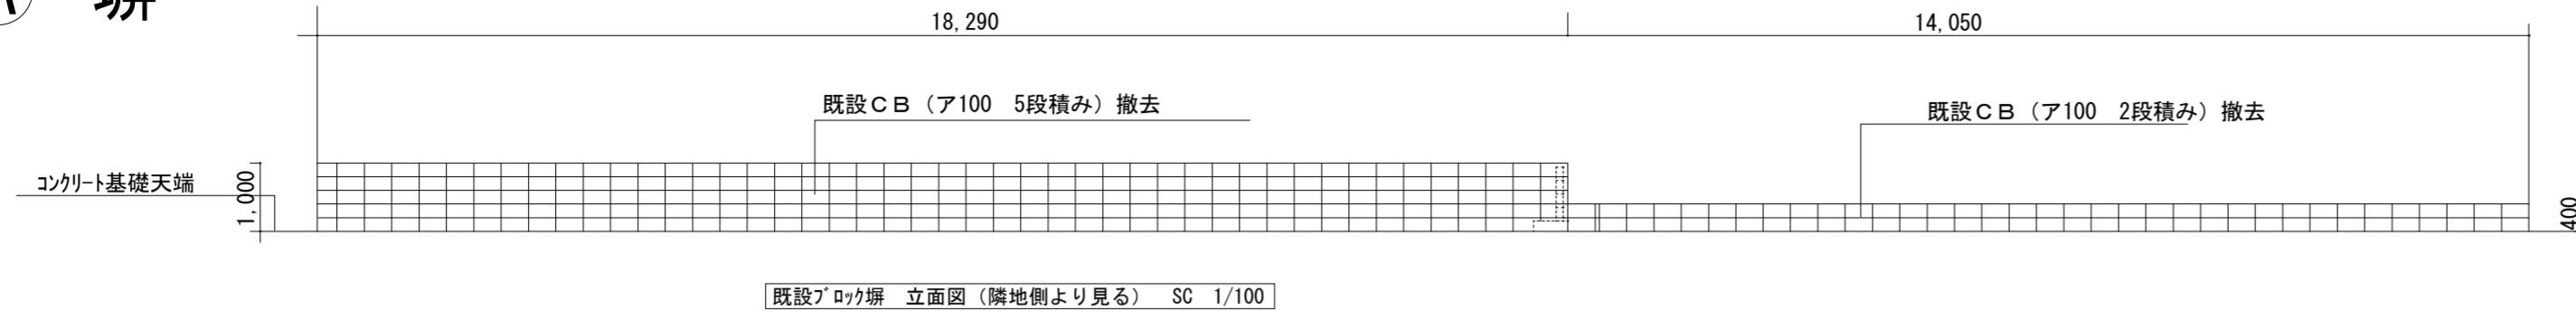 塀
18,290
14,050
既設ＣＢ（ア100　5段積み）撤去
既設ＣＢ（ア100　2段積み）撤去
ｺﾝｸﾘｰﾄ基礎天端
1,000
400
既設ﾌﾞﾛｯｸ塀　立面図（隣地側より見る）　SC　1/100